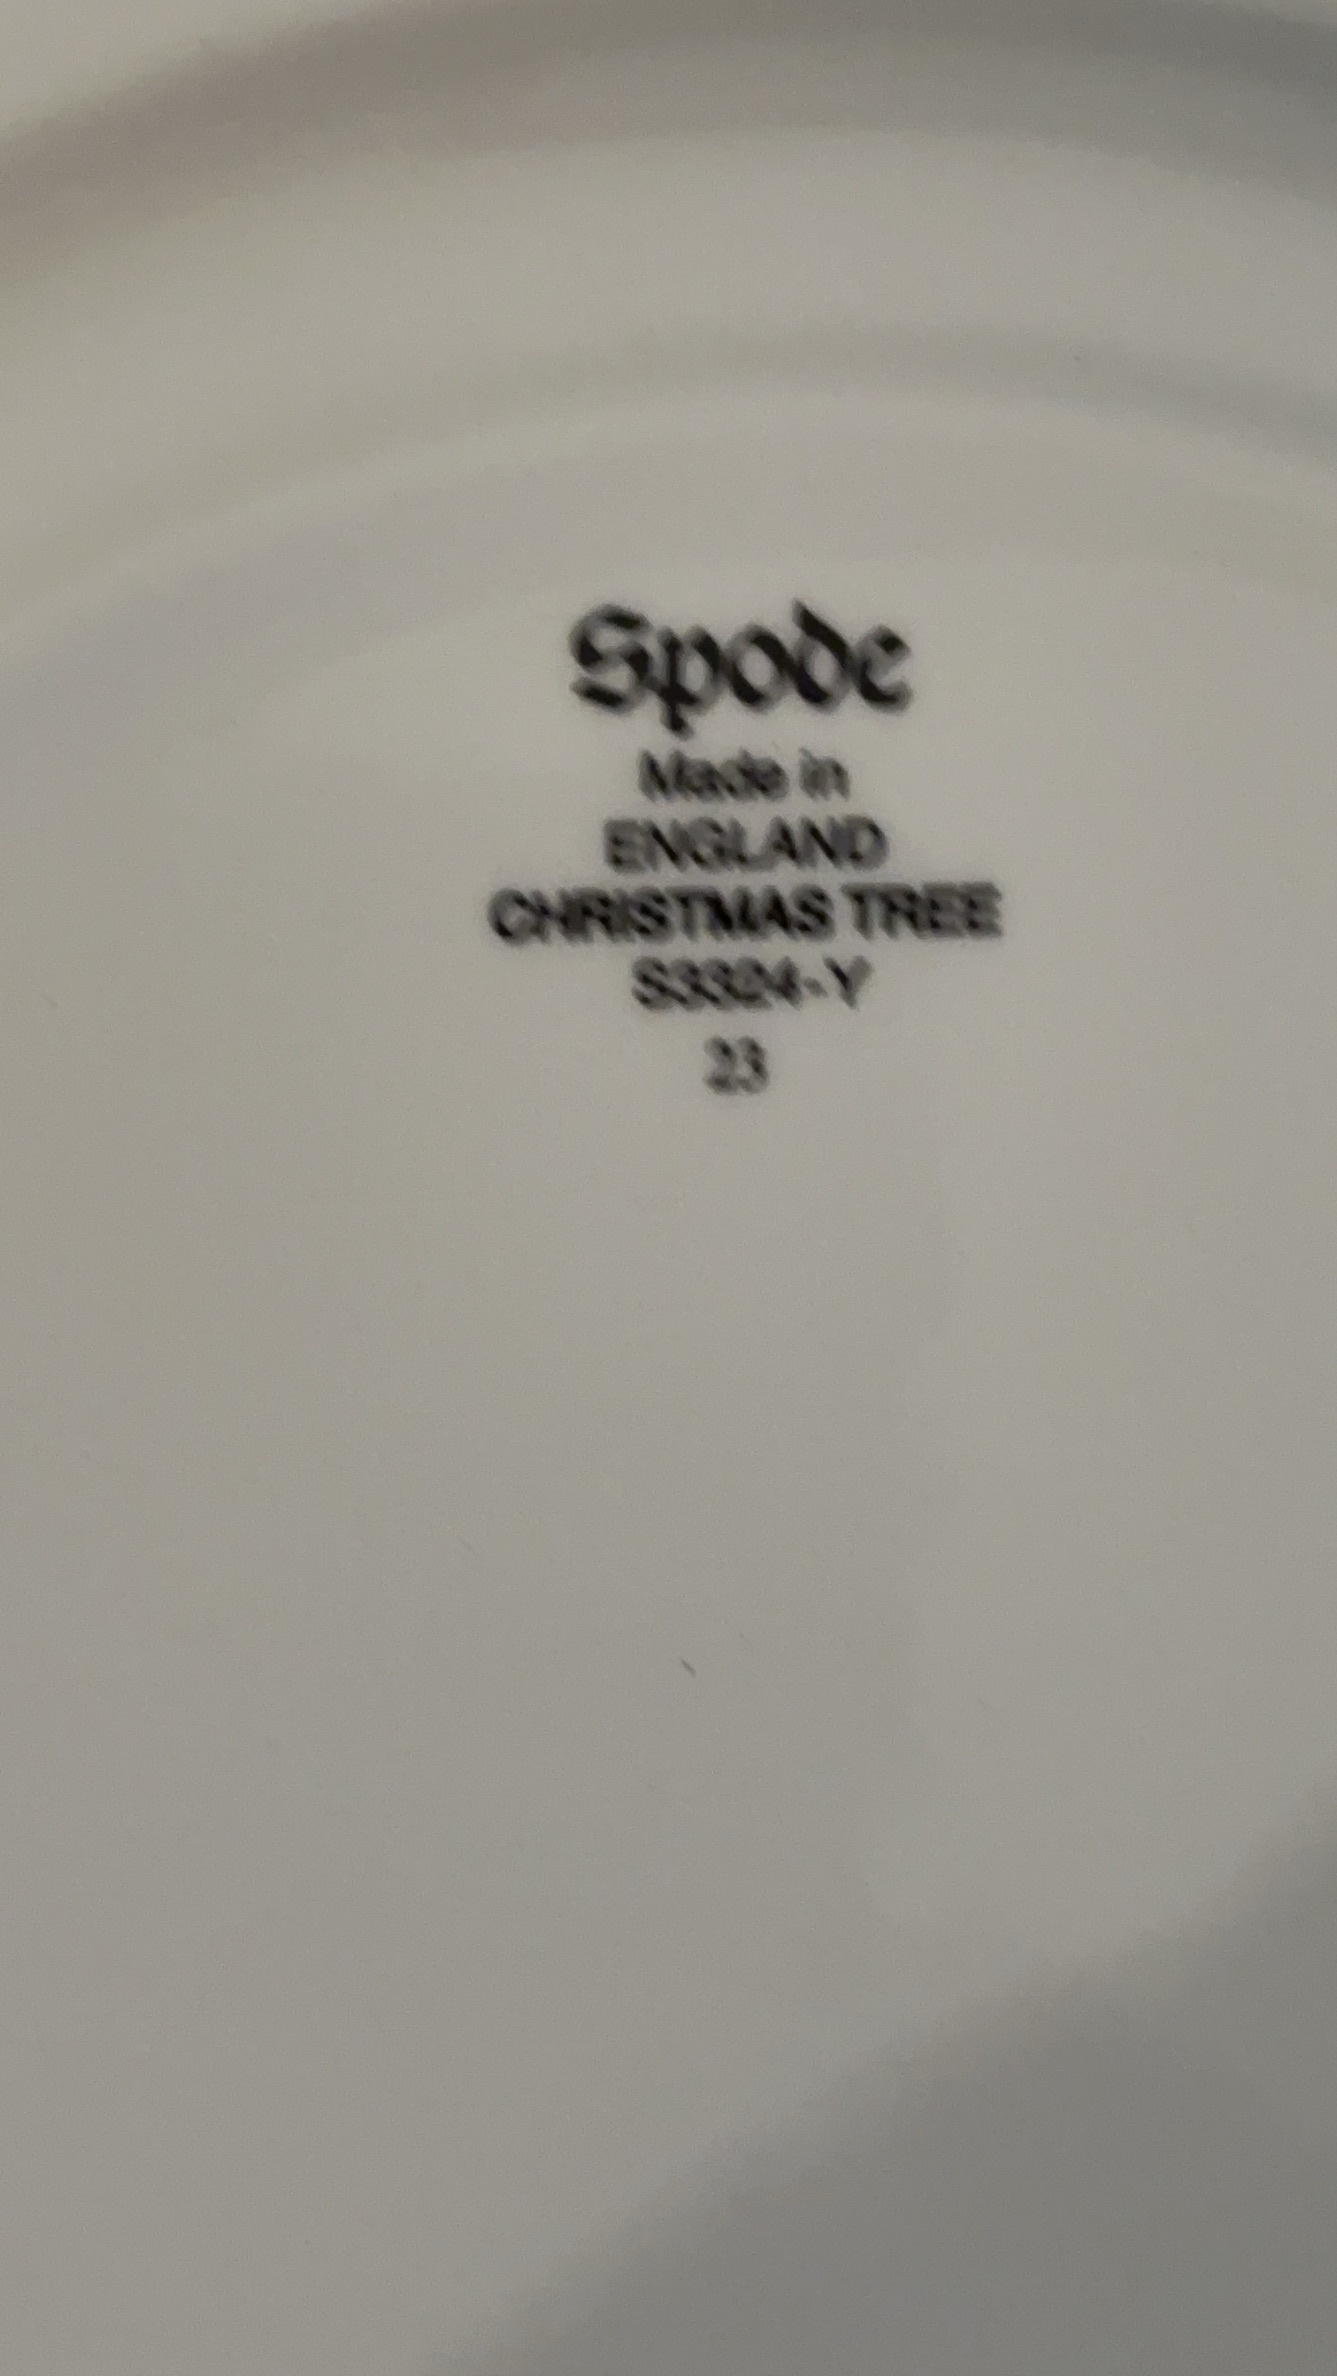 Spode
Made in
ENGLAND
CHRISTMAS TREE
S3324-Y
23